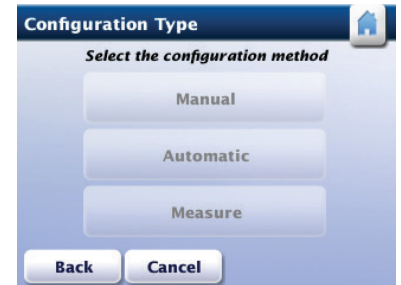 Configuration Type
Select the configuration method
Manual
Automatic
Measure
Back Cancel